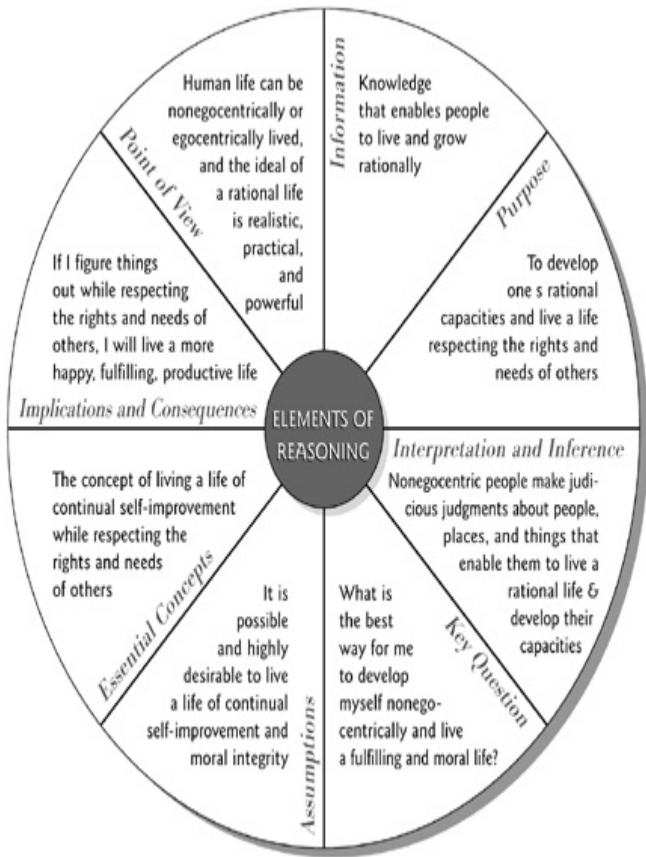 Information
Knowledge
that enables people
to live and grow
rationally
Purpose
To develop
one s rational
capacities and live a life
respecting the rights and
needs of others
Interpretation and Inference
Nonegocentric people make judi-
cious judgments about people,
places, and things that
enable them to live a
rational life &
develop their
capacities
Key Question
What is
the best
way for me
to develop
myself nonego-
centrically and live
a fulfilling and moral life?
Assumptions
It is
possible
and highly
desirable to live
a life of continual
self-improvement and
moral integrity
Essential Concepts
The concept of living a life of
continual self-improvement
while respecting the
rights and needs
of others
Implications and Consequences
If I figure things
out while respecting
the rights and needs of
others, I will live a more
happy, fulfilling, productive life
Point of View
Human life can be
nonegocentrically or
egocentrically lived,
and the ideal of
a rational life
is realistic,
practical,
and
powerful
ELEMENTS OF
REASONING